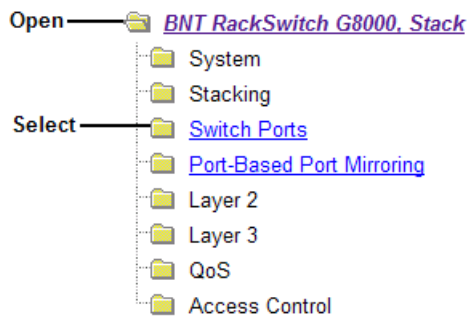 Open BNT RackSwitch G8000, Stack
System
Stacking
Select Switch Ports
Port-Based Port Mirroring
Layer 2
Layer 3
QoS
Access Control